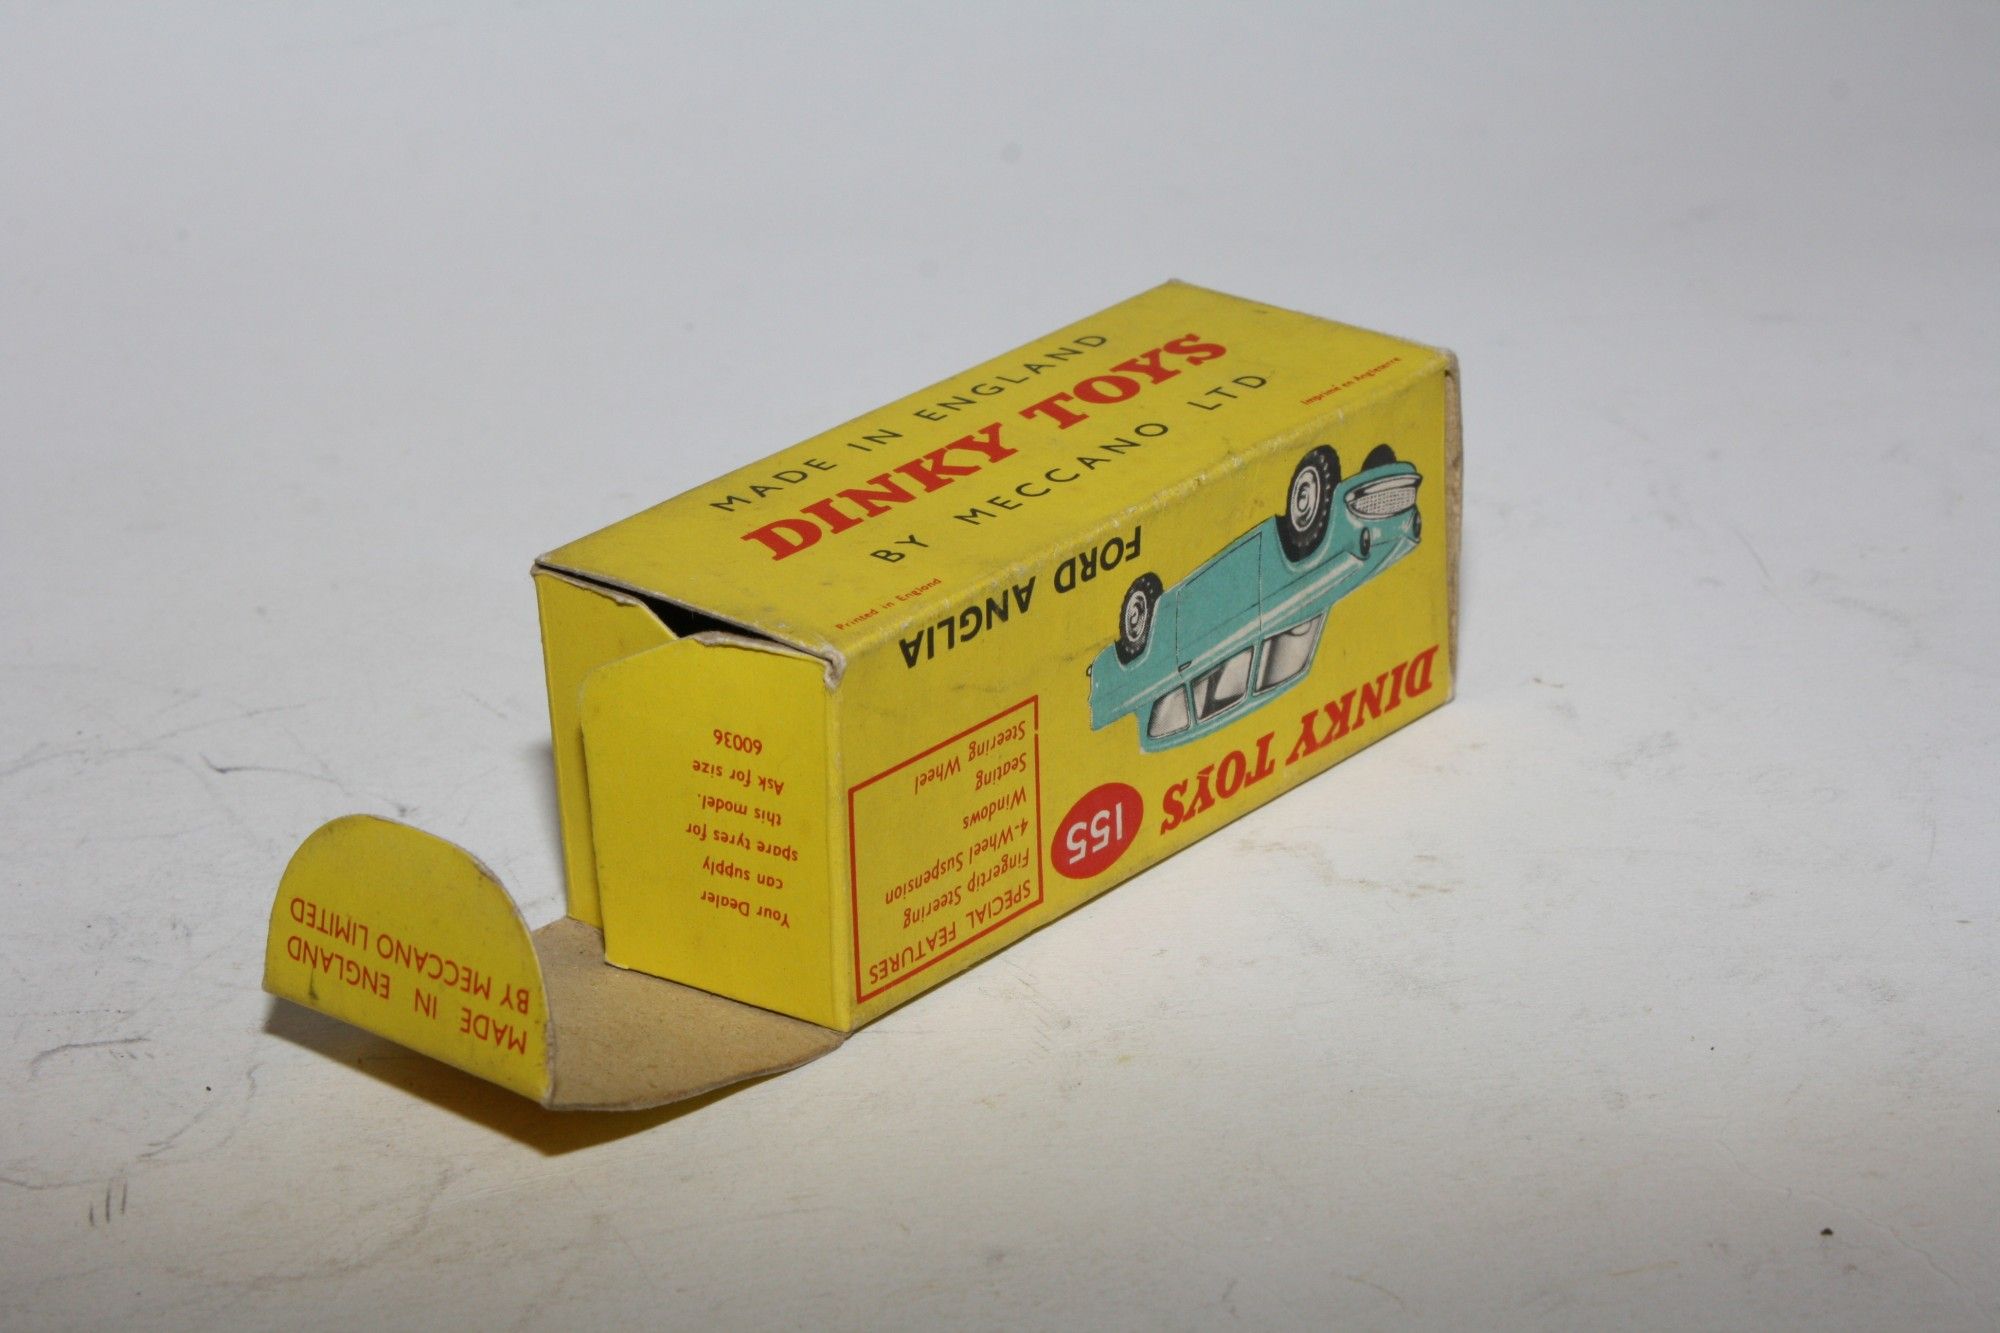 MADE IN ENGLAND
DINKY TOYS
BY MECCANO LTD
Printed in England
Imprimé en Angleterre
DINKY TOYS
155
FORD ANGLIA
SPECIAL FEATURES
Fingertip Steering
4-Wheel Suspension
Windows
Seating
Steering Wheel
Your Dealer
can supply
spare tyres for
this model.
Ask for size
60036
MADE IN ENGLAND
BY MECCANO LIMITED